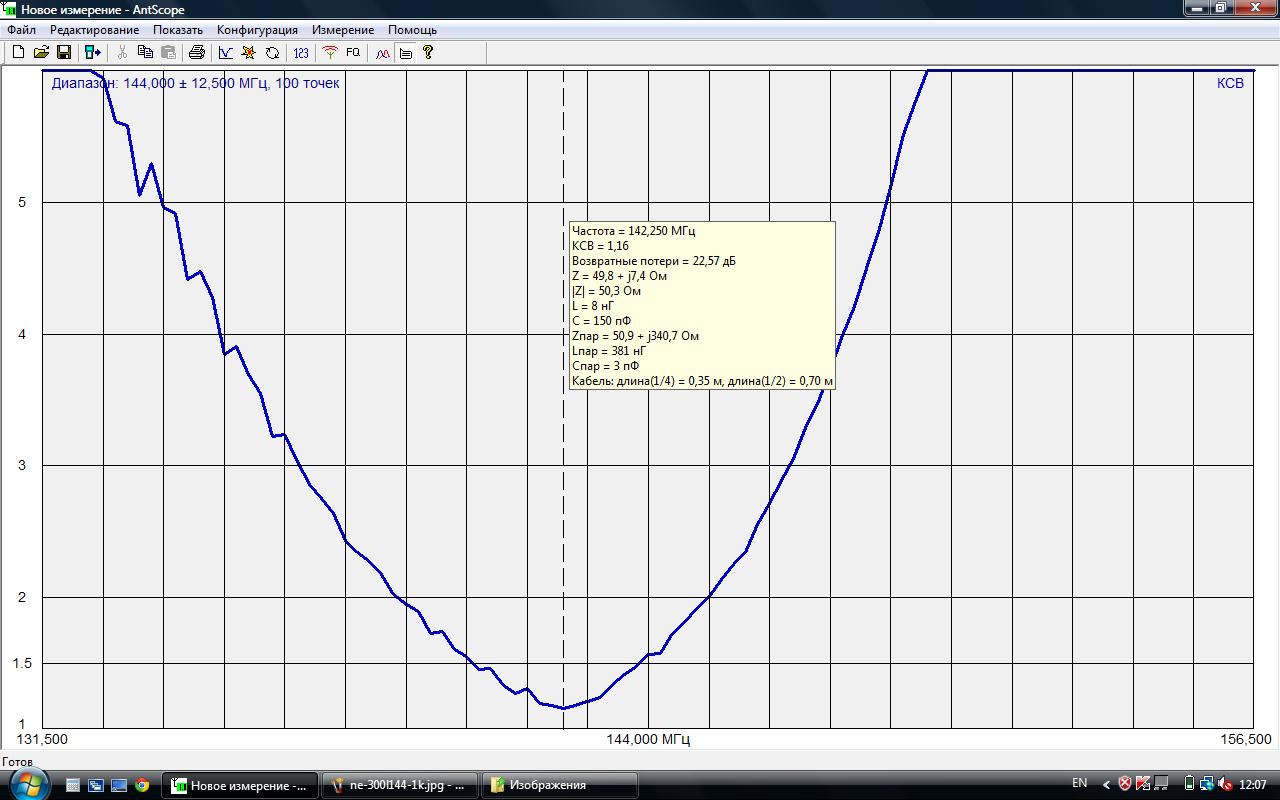 Новое измерение - AntScope
Файл Редактирование Показать Конфигурация Измерение Помощь
123 FQ ?
Диапазон: 144,000 ± 12,500 МГц, 100 точек
КСВ
5
Частота = 142,250 МГц
КСВ = 1,16
Возвратные потери = 22,57 дБ
Z = 49,8 + j7,4 Ом
|Z| = 50,3 Ом
L = 8 нГ
C = 150 пФ
Zпар = 50,9 + j340,7 Ом
Lпар = 381 нГ
Cпар = 3 пФ
Кабель: длина(1/4) = 0,35 м, длина(1/2) = 0,70 м
4
3
2
1.5
1
131,500 144,000 МГц 156,500
Готов
Новое измерение -... ne-300l144-1k.jpg - ... Изображения EN 12:07